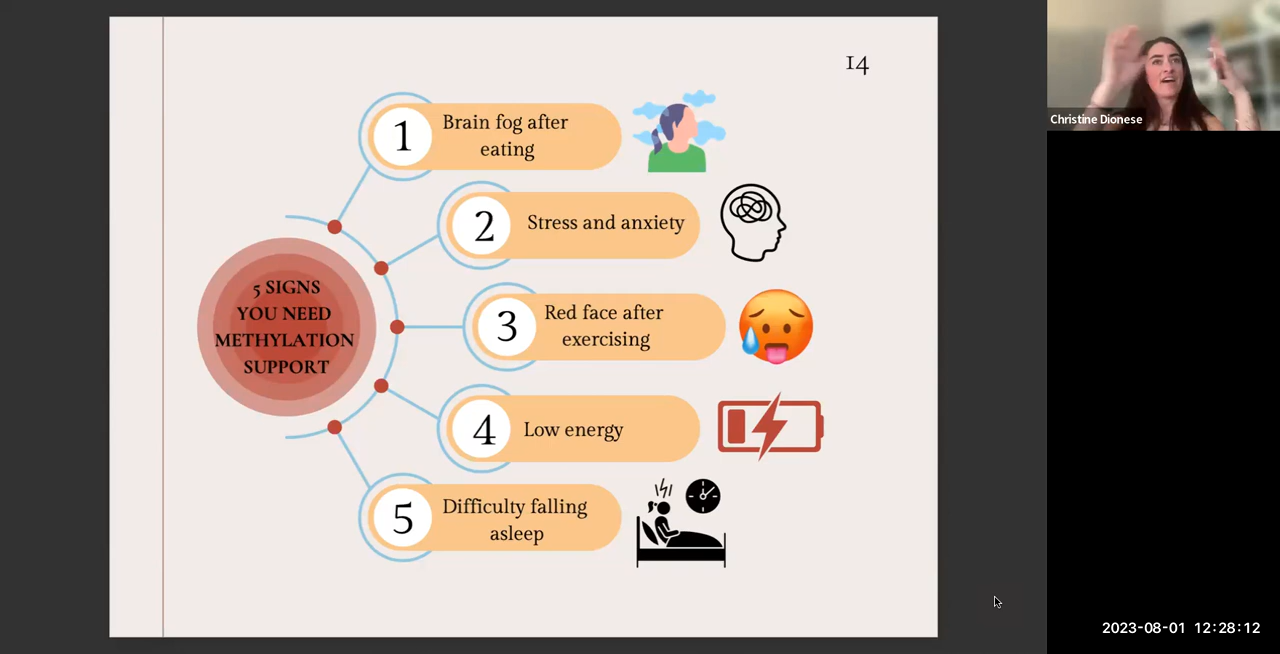 14
1
Brain fog after
eating
2
Stress and anxiety
5 SIGNS
YOU NEED
METHYLATION
SUPPORT
3
Red face after
exercising
4
Low energy
5
Difficulty falling
asleep
Christine Dionese
2023-08-01 12:28:12